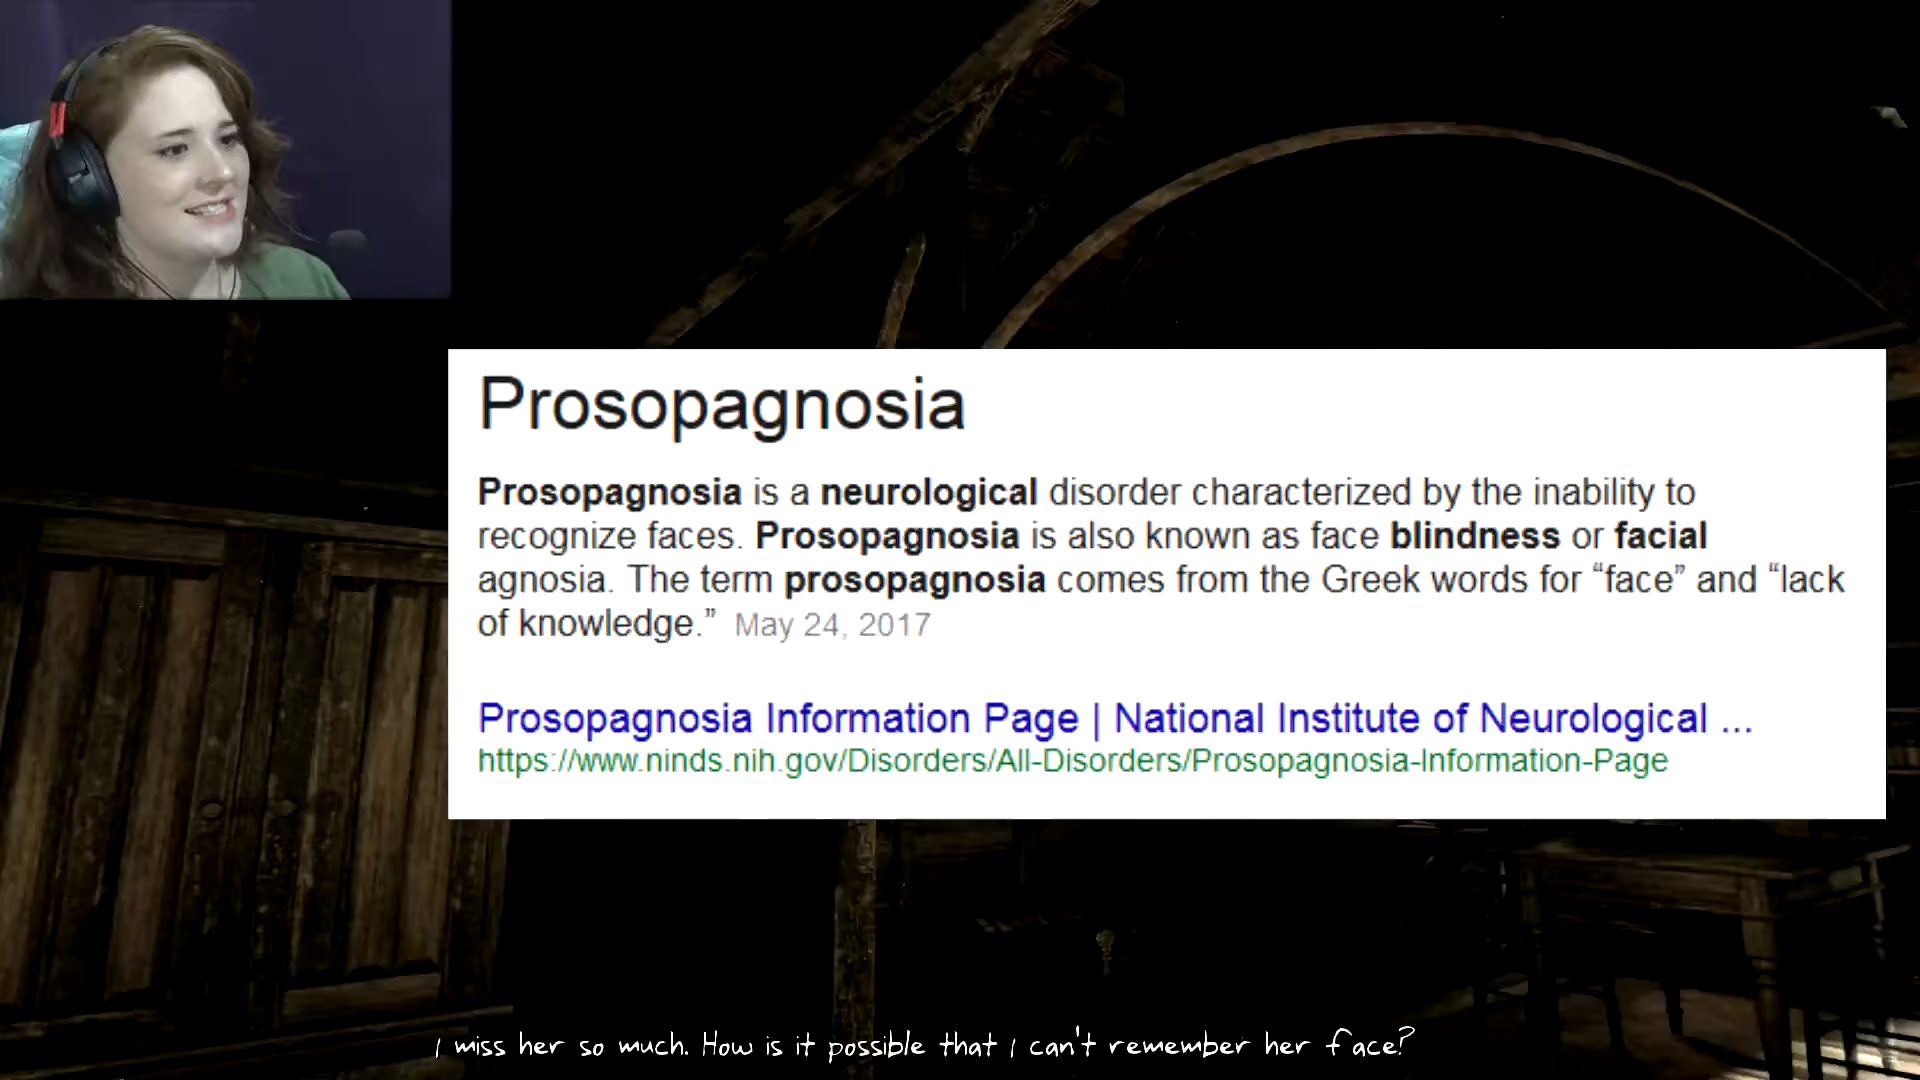 Prosopagnosia
Prosopagnosia is a neurological disorder characterized by the inability to
recognize faces. Prosopagnosia is also known as face blindness or facial
agnosia. The term prosopagnosia comes from the Greek words for “face” and “lack
of knowledge.” May 24, 2017
Prosopagnosia Information Page | National Institute of Neurological ...
https://www.ninds.nih.gov/Disorders/All-Disorders/Prosopagnosia-Information-Page
I miss her so much. How is it possible that I can't remember her face?